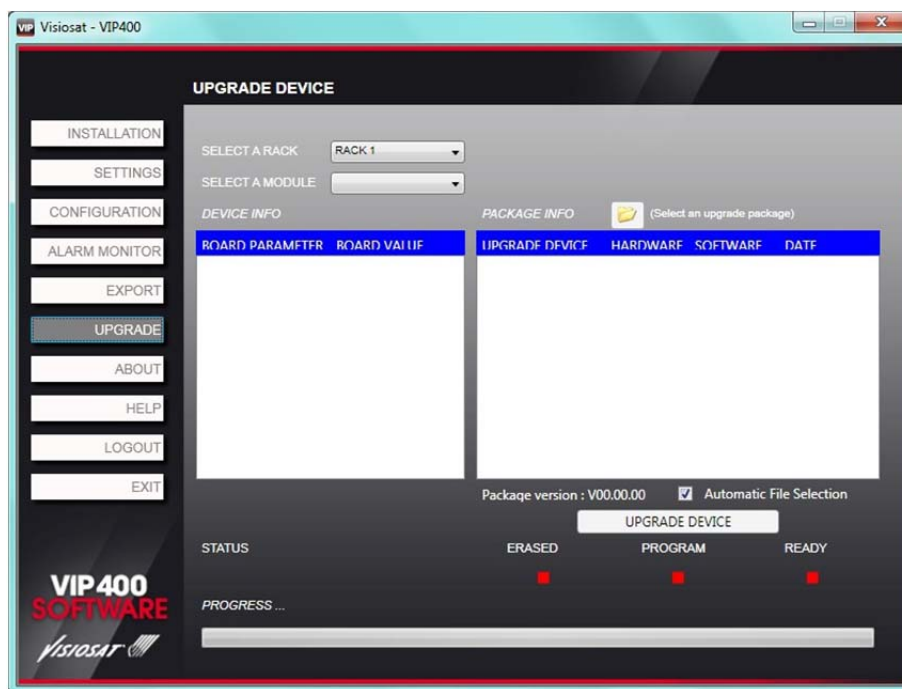 VIP Visiosat - VIP400
UPGRADE DEVICE
INSTALLATION
SETTINGS
CONFIGURATION
ALARM MONITOR
EXPORT
UPGRADE
ABOUT
HELP
LOGOUT
EXIT
SELECT A RACK RACK 1
SELECT A MODULE
DEVICE INFO
PACKAGE INFO (Select an upgrade package)
BOARD PARAMETER BOARD VALUE
UPGRADE DEVICE HARDWARE SOFTWARE DATE
Package version : V00.00.00 Automatic File Selection
UPGRADE DEVICE
STATUS ERASED PROGRAM READY
PROGRESS ...
VIP400
SOFTWARE
VISIOSAT